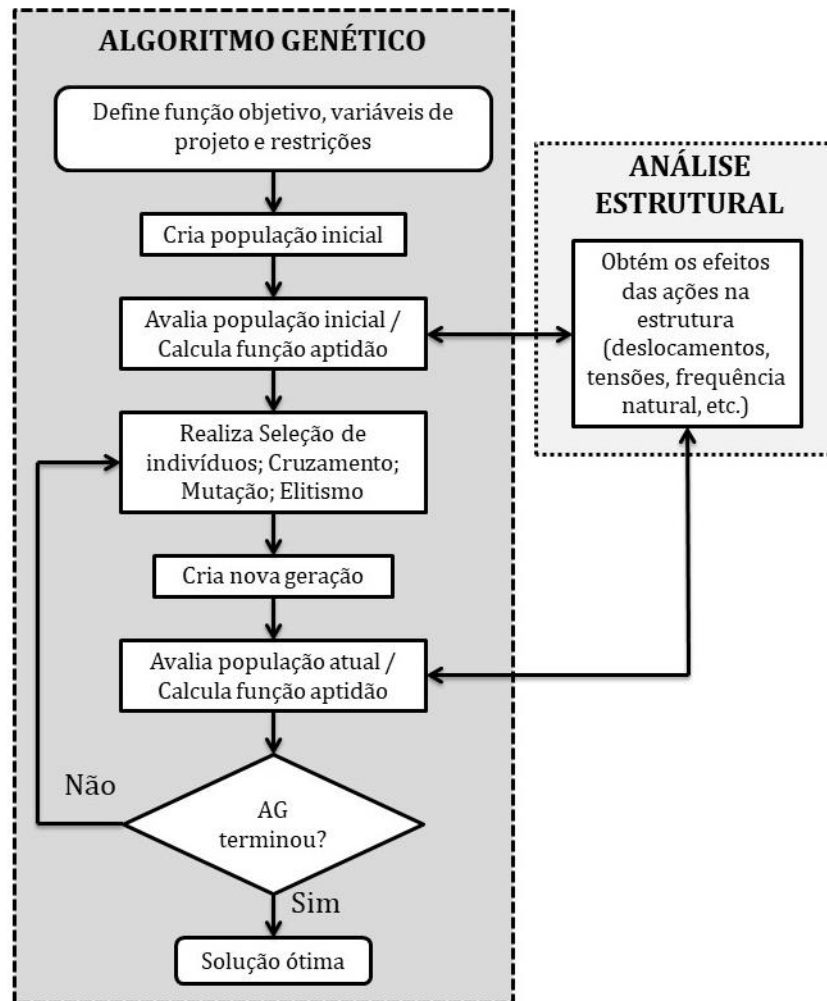 ALGORITMO GENÉTICO
Define função objetivo, variáveis de
projeto e restrições
Cria população inicial
Avalia população inicial /
Calcula função aptidão
Realiza Seleção de
indivíduos; Cruzamento;
Mutação; Elitismo
Cria nova geração
Avalia população atual /
Calcula função aptidão
Não
AG
terminou?
Sim
Solução ótima
ANÁLISE
ESTRUTURAL
Obtém os efeitos
das ações na
estrutura
(deslocamentos,
tensões, frequência
natural, etc.)